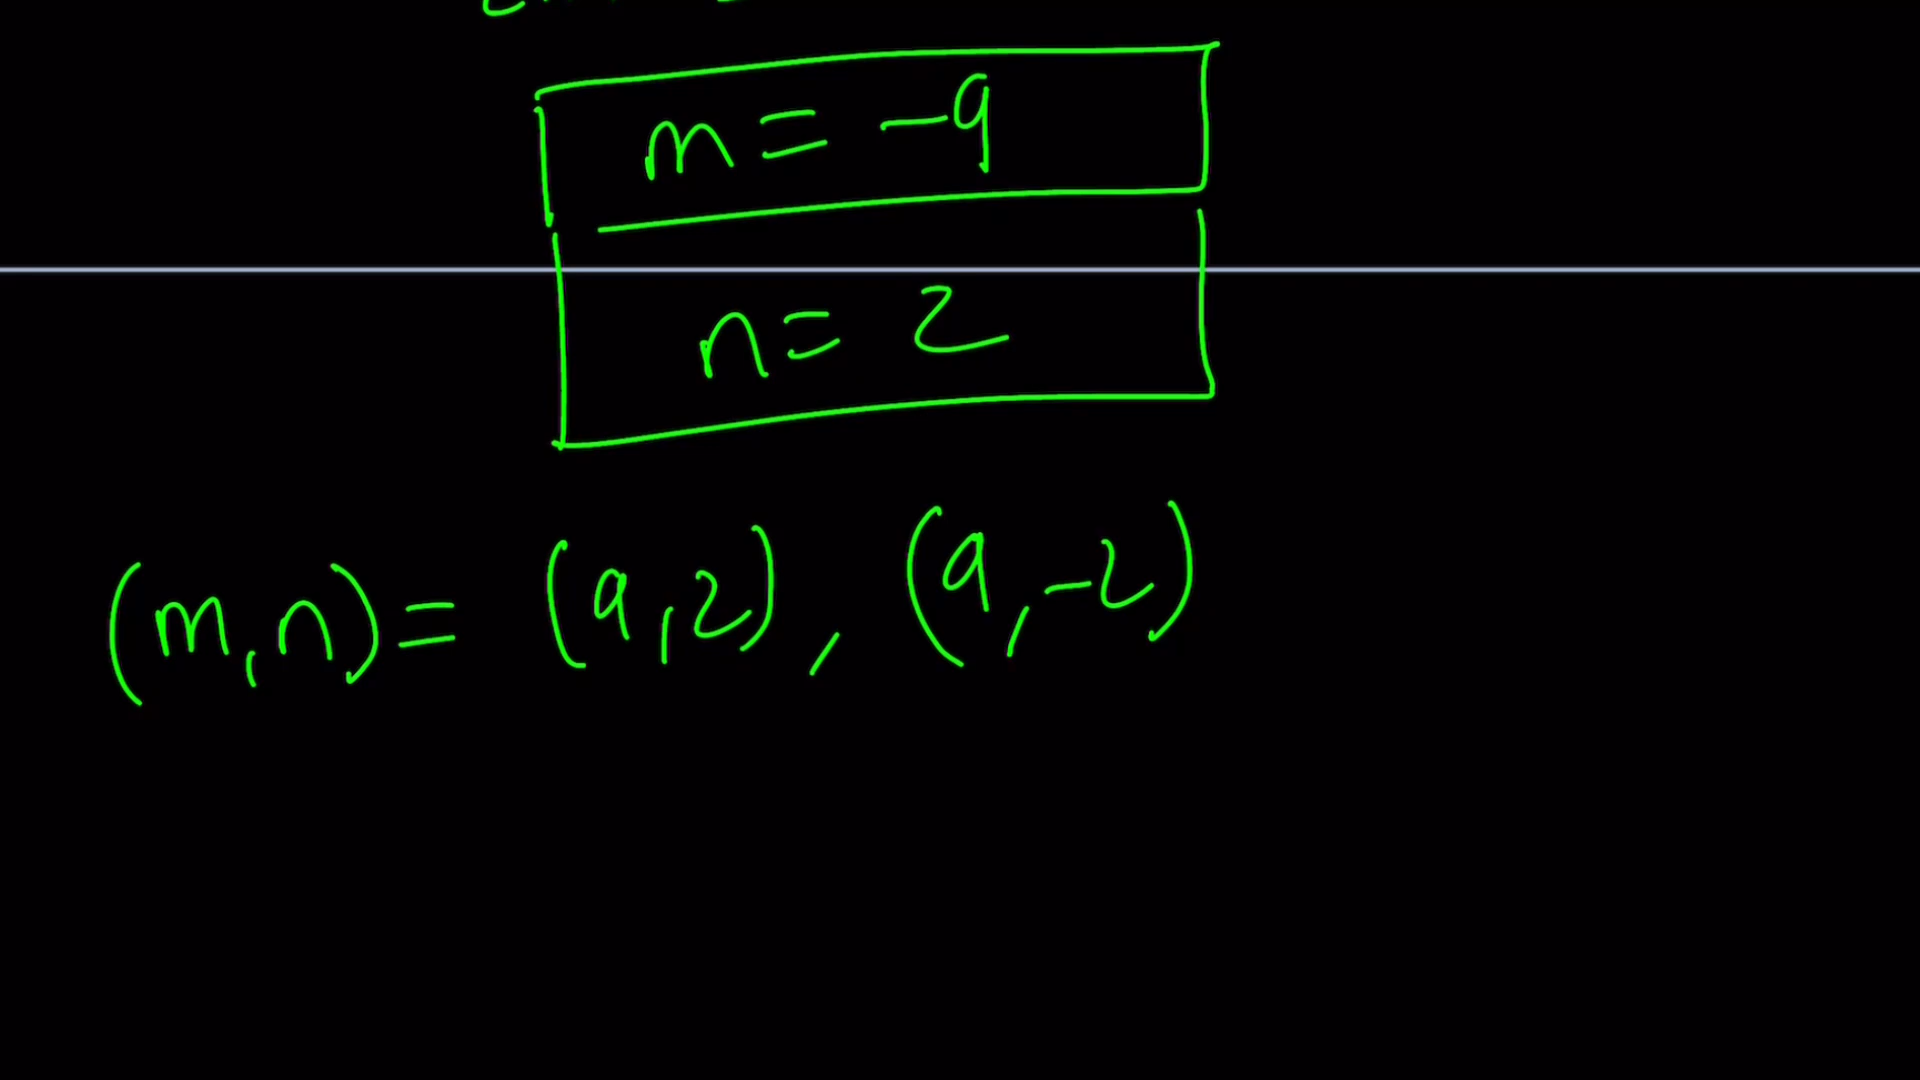 m = -9
n = 2
(m,n) = (9,2), (9,-2)